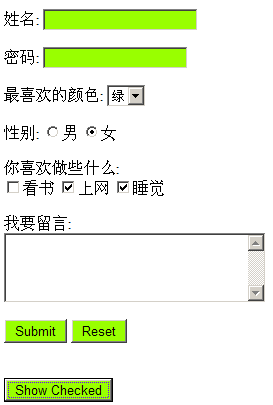 姓名:
密码:
最喜欢的颜色: 绿
性别: 男 女
你喜欢做些什么:
看书 上网 睡觉
我要留言:
Submit Reset
Show Checked